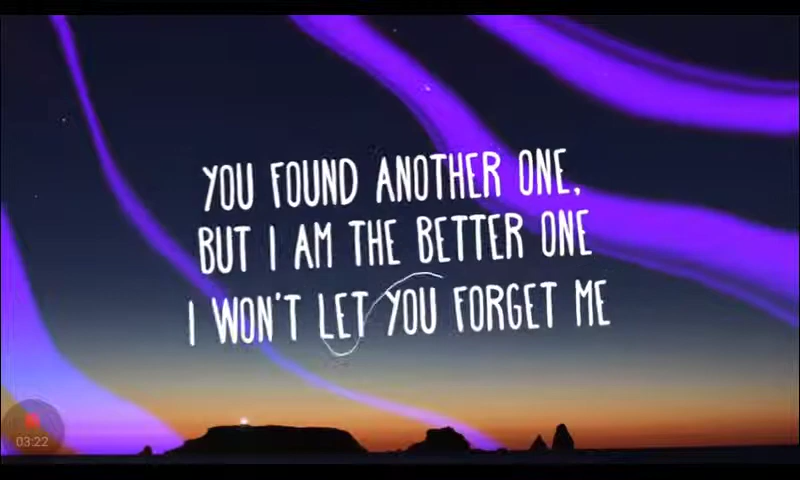 YOU FOUND ANOTHER ONE,
BUT I AM THE BETTER ONE
I WON'T LET YOU FORGET ME
03:22